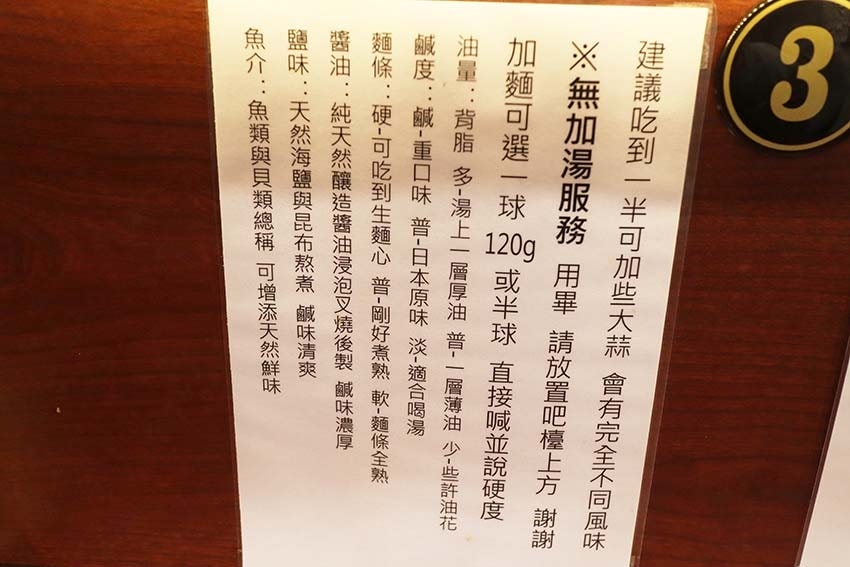 建議吃到一半可加些大蒜 會有完全不同風味
※無加湯服務 用畢 請放置吧檯上方 謝謝
加麵可選一球 120g 或半球 直接喊並說硬度
油量：背脂 多-湯上一層厚油 普-一層薄油 少-些許油花
鹹度：鹹-重口味 普-日本原味 淡-適合喝湯
麵條：硬-可吃到生麵心 普-剛好煮熟 軟-麵條全熟
醬油：純天然釀造醬油浸泡叉燒後製 鹹味濃厚
鹽味：天然海鹽與昆布熬煮 鹹味清爽
魚介：魚類與貝類總稱 可增添天然鮮味
3